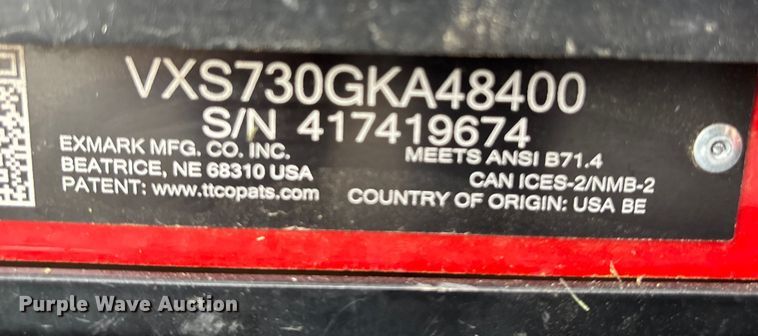 VXS730GKA48400
S/N 417419674
EXMARK MFG. CO. INC.
BEATRICE, NE 68310 USA
PATENT: www.ttcopats.com
MEETS ANSI B71.4
CAN ICES-2/NMB-2
COUNTRY OF ORIGIN: USA BE
Purple Wave Auction